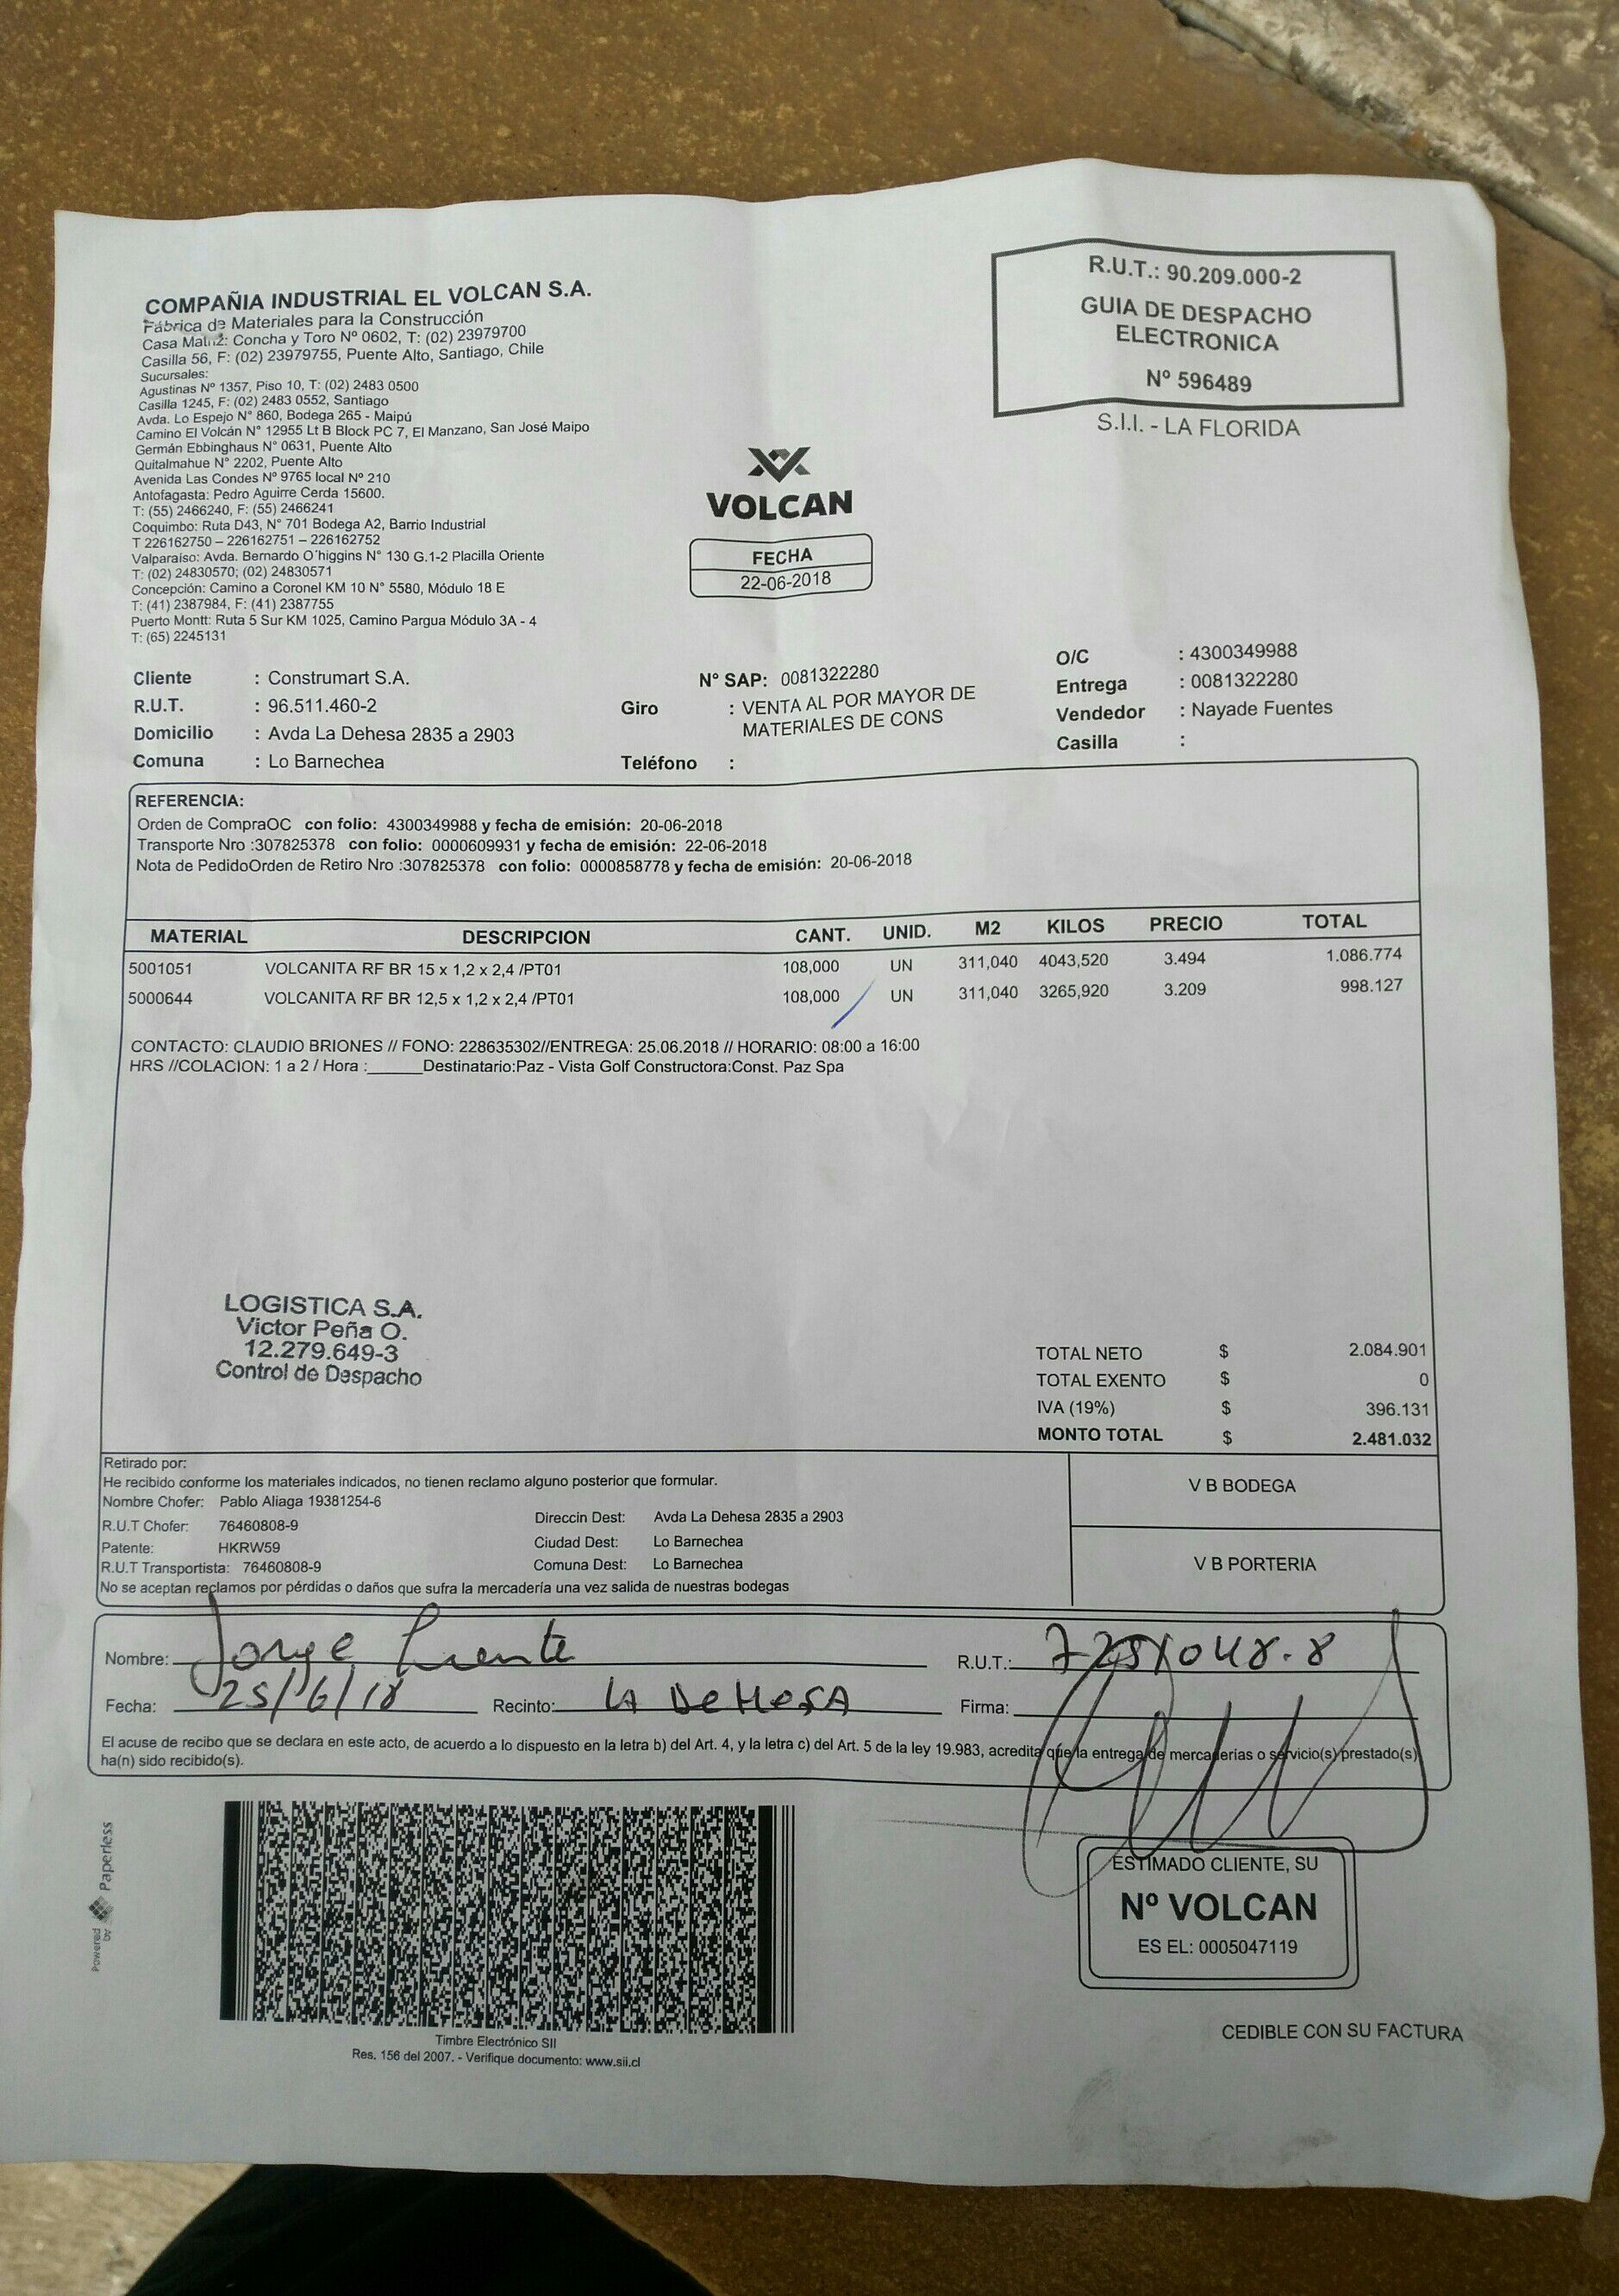 COMPAÑIA INDUSTRIAL EL VOLCAN S.A.
Fábrica de Materiales para la Construcción
Casa Matriz: Concha y Toro Nº 0602, T: (02) 23979700
Casilla 56, F: (02) 23979755, Puente Alto, Santiago, Chile
Sucursales:
Agustinas Nº 1357, Piso 10, T: (02) 2483 0500
Casilla 1245, F: (02) 2483 0552, Santiago
Avda. Lo Espejo N° 860, Bodega 265 - Maipú
Camino El Volcán N° 12955 Lt B Block PC 7, El Manzano, San José Maipo
Germán Ebbinghaus N° 0631, Puente Alto
Quitalmahue N° 2202, Puente Alto
Avenida Las Condes Nº 9765 local Nº 210
Antofagasta: Pedro Aguirre Cerda 15600.
T: (55) 2466240, F: (55) 2466241
Coquimbo: Ruta D43, N° 701 Bodega A2, Barrio Industrial
T 226162750 – 226162751 – 226162752
Valparaíso: Avda. Bernardo O´higgins N° 130 G.1-2 Placilla Oriente
T: (02) 24830570; (02) 24830571
Concepción: Camino a Coronel KM 10 N° 5580, Módulo 18 E
T: (41) 2387984, F: (41) 2387755
Puerto Montt: Ruta 5 Sur KM 1025, Camino Pargua Módulo 3A - 4
T: (65) 2245131
R.U.T.: 90.209.000-2
GUIA DE DESPACHO
ELECTRONICA
Nº 596489
S.I.I. - LA FLORIDA
VOLCAN
FECHA
22-06-2018
Cliente : Construmart S.A.
R.U.T. : 96.511.460-2
Domicilio : Avda La Dehesa 2835 a 2903
Comuna : Lo Barnechea
N° SAP: 0081322280
Giro : VENTA AL POR MAYOR DE
MATERIALES DE CONS
Teléfono :
O/C : 4300349988
Entrega : 0081322280
Vendedor : Nayade Fuentes
Casilla :
REFERENCIA:
Orden de CompraOC con folio: 4300349988 y fecha de emisión: 20-06-2018
Transporte Nro :307825378 con folio: 0000609931 y fecha de emisión: 22-06-2018
Nota de PedidoOrden de Retiro Nro :307825378 con folio: 0000858778 y fecha de emisión: 20-06-2018
MATERIAL DESCRIPCION CANT. UNID. M2 KILOS PRECIO TOTAL
5001051 VOLCANITA RF BR 15 x 1,2 x 2,4 /PT01 108,000 UN 311,040 4043,520 3.494 1.086.774
5000644 VOLCANITA RF BR 12,5 x 1,2 x 2,4 /PT01 108,000 UN 311,040 3265,920 3.209 998.127
CONTACTO: CLAUDIO BRIONES // FONO: 228635302//ENTREGA: 25.06.2018 // HORARIO: 08:00 a 16:00
HRS //COLACION: 1 a 2 / Hora :______Destinatario:Paz - Vista Golf Constructora:Const. Paz Spa
LOGISTICA S.A.
Victor Peña O.
12.279.649-3
Control de Despacho
TOTAL NETO $ 2.084.901
TOTAL EXENTO $ 0
IVA (19%) $ 396.131
MONTO TOTAL $ 2.481.032
Retirado por:
He recibido conforme los materiales indicados, no tienen reclamo alguno posterior que formular.
Nombre Chofer: Pablo Aliaga 19381254-6
R.U.T Chofer: 76460808-9
Patente: HKRW59
R.U.T Transportista: 76460808-9
Direccin Dest: Avda La Dehesa 2835 a 2903
Ciudad Dest: Lo Barnechea
Comuna Dest: Lo Barnechea
No se aceptan reclamos por pérdidas o daños que sufra la mercadería una vez salida de nuestras bodegas
V B BODEGA
V B PORTERIA
Nombre: Jorge Fuente
R.U.T.:
Fecha: 25/6/18 Recinto: LA DeHesA Firma:
El acuse de recibo que se declara en este acto, de acuerdo a lo dispuesto en la letra b) del Art. 4, y la letra c) del Art. 5 de la ley 19.983, acredita que la entrega de mercaderias o servicio(s) prestado(s)
ha(n) sido recibido(s).
Powered by Paperless
Timbre Electrónico SII
Res. 156 del 2007. - Verifique documento: www.sii.cl
ESTIMADO CLIENTE, SU
Nº VOLCAN
ES EL: 0005047119
CEDIBLE CON SU FACTURA